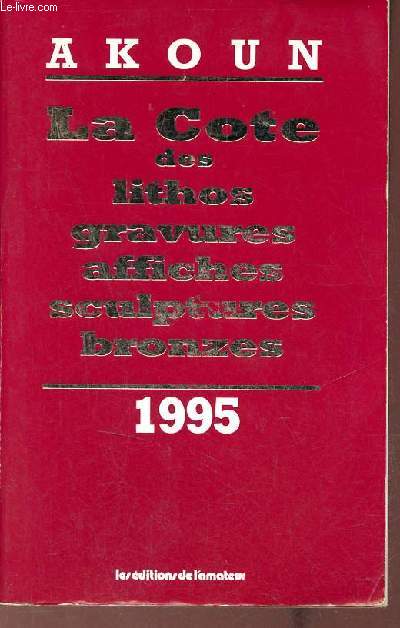 Le-livre.com
AKOUN
La Cote
des
lithos
gravures
affiches
sculptures
bronzes
1995
les éditions de l'amateur